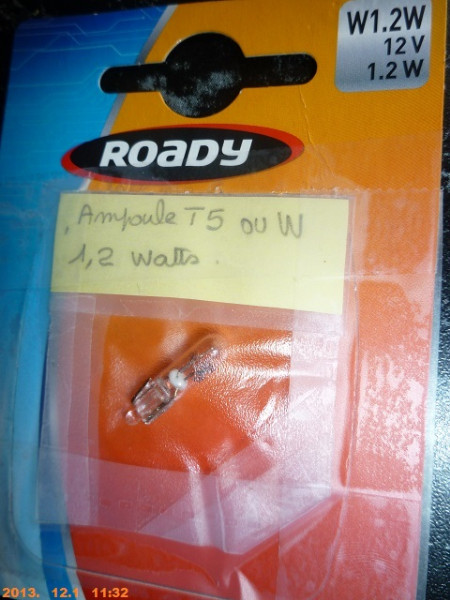 W1.2W
12 V
1.2 W
ROADY
, Ampoule T5 ou W
1,2 Watts.
2013. 12.1 11:32